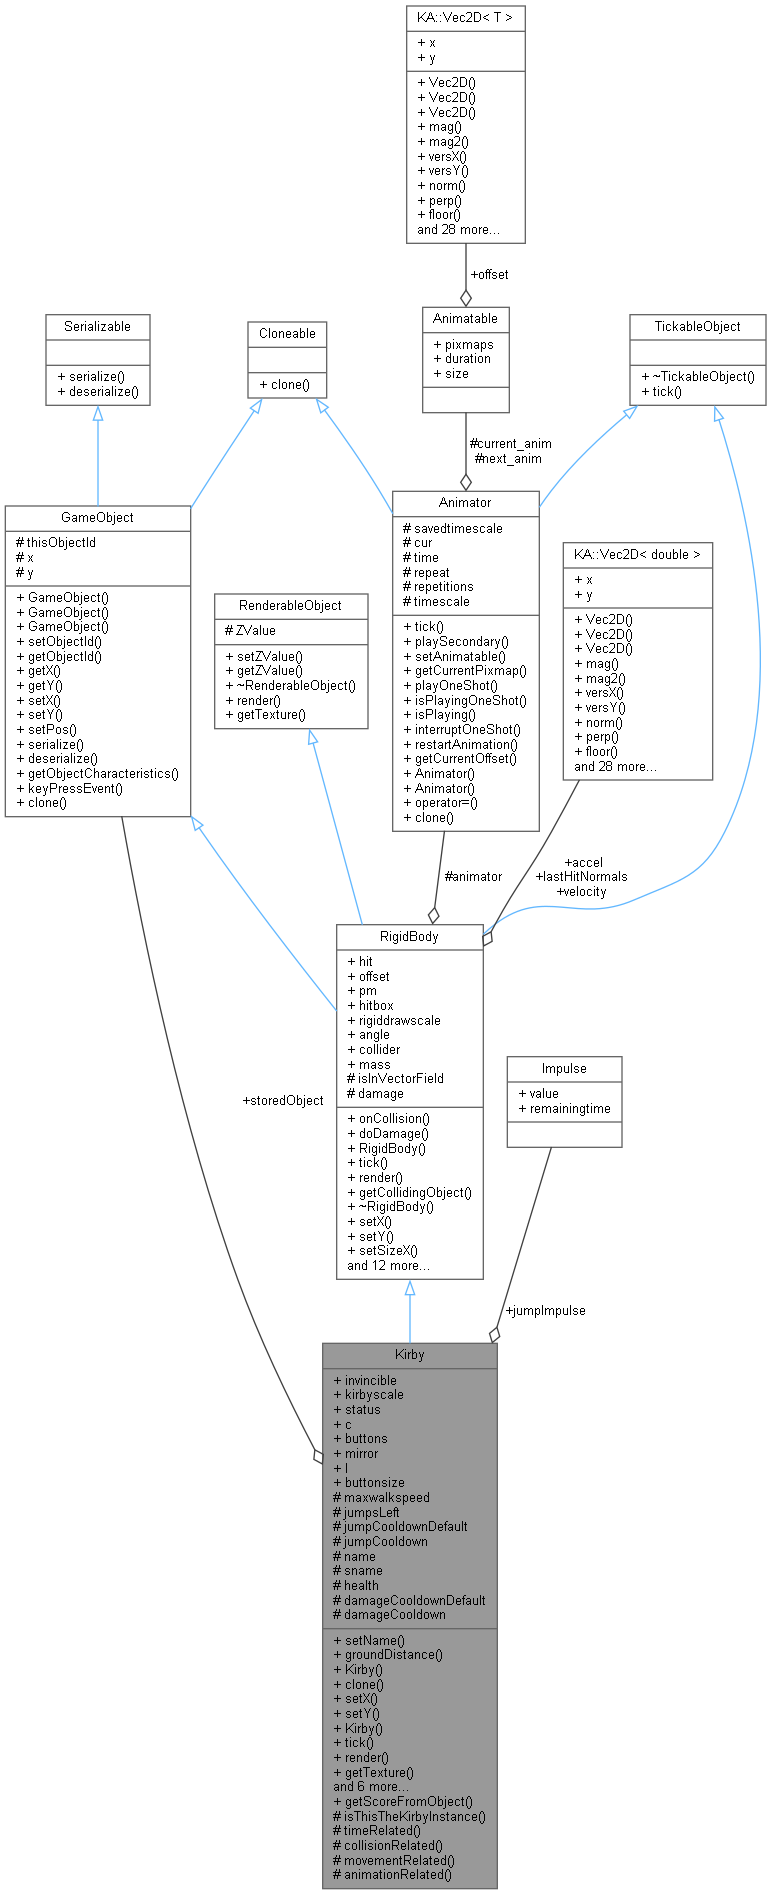 KA::Vec2D< T >
+ x
+ y
+ Vec2D()
+ Vec2D()
+ Vec2D()
+ mag()
+ mag2()
+ versX()
+ versY()
+ norm()
+ perp()
+ floor()
and 28 more...
+offset
Serializable
+ serialize()
+ deserialize()
Cloneable
+ clone()
Animatable
+ pixmaps
+ duration
+ size
TickableObject
+ ~TickableObject()
+ tick()
#current_anim
#next_anim
GameObject
# thisObjectId
# x
# y
+ GameObject()
+ GameObject()
+ GameObject()
+ setObjectId()
+ getObjectId()
+ getX()
+ getY()
+ setX()
+ setY()
+ setPos()
+ serialize()
+ deserialize()
+ getObjectCharacteristics()
+ keyPressEvent()
+ clone()
RenderableObject
# ZValue
+ setZValue()
+ getZValue()
+ ~RenderableObject()
+ render()
+ getTexture()
Animator
# savedtimescale
# cur
# time
# repeat
# repetitions
# timescale
+ tick()
+ playSecondary()
+ setAnimatable()
+ getCurrentPixmap()
+ playOneShot()
+ isPlayingOneShot()
+ isPlaying()
+ interruptOneShot()
+ restartAnimation()
+ getCurrentOffset()
+ Animator()
+ Animator()
+ operator=()
+ clone()
KA::Vec2D< double >
+ x
+ y
+ Vec2D()
+ Vec2D()
+ Vec2D()
+ mag()
+ mag2()
+ versX()
+ versY()
+ norm()
+ perp()
+ floor()
and 28 more...
#animator
+accel
+lastHitNormals
+velocity
RigidBody
+ hit
+ offset
+ pm
+ hitbox
+ rigiddrawscale
+ angle
+ collider
+ mass
# isInVectorField
# damage
+ onCollision()
+ doDamage()
+ RigidBody()
+ tick()
+ render()
+ getCollidingObject()
+ ~RigidBody()
+ setX()
+ setY()
+ setSizeX()
and 12 more...
+storedObject
Impulse
+ value
+ remainingtime
+jumpImpulse
Kirby
+ invincible
+ kirbyscale
+ status
+ c
+ buttons
+ mirror
+ l
+ buttonsize
# maxwalkspeed
# jumpsLeft
# jumpCooldownDefault
# jumpCooldown
# name
# sname
# health
# damageCooldownDefault
# damageCooldown
+ setName()
+ groundDistance()
+ Kirby()
+ clone()
+ setX()
+ setY()
+ Kirby()
+ tick()
+ render()
+ getTexture()
and 6 more...
+ getScoreFromObject()
# isThisTheKirbyInstance()
# timeRelated()
# collisionRelated()
# movementRelated()
# animationRelated()